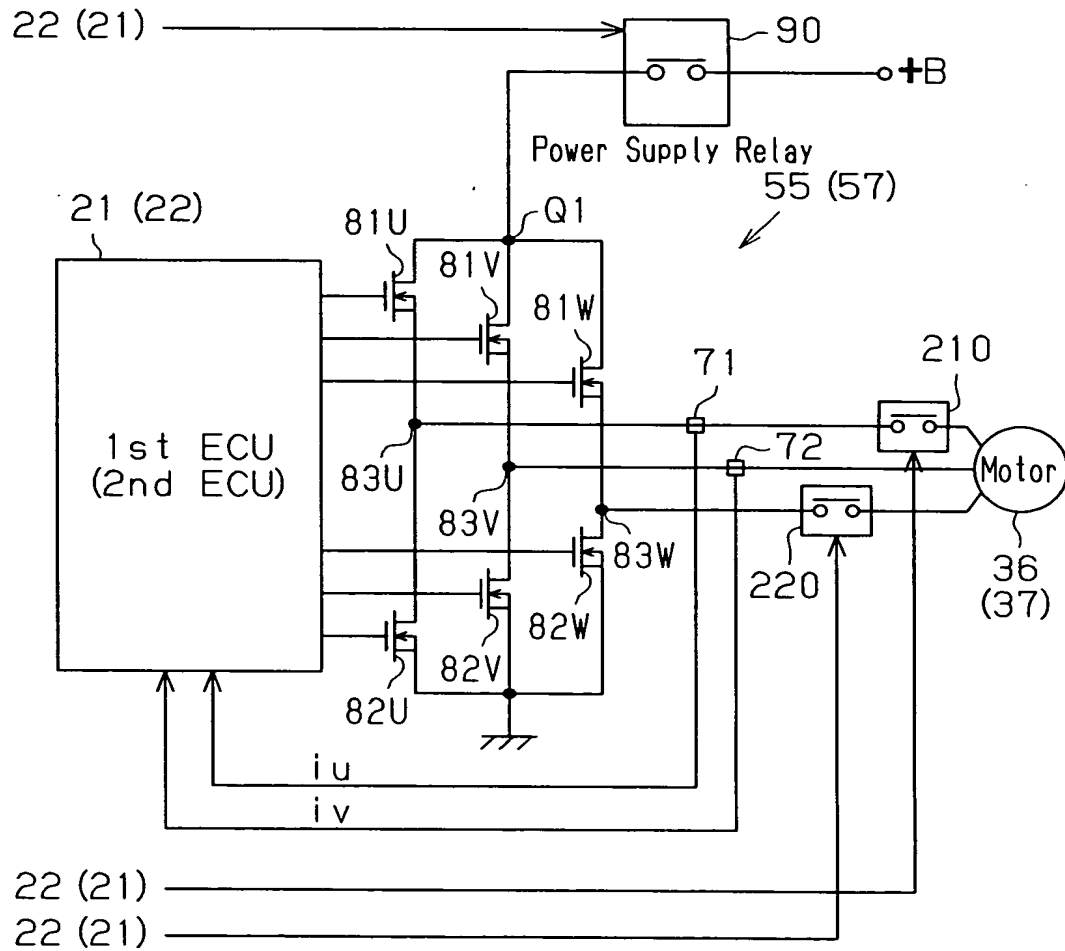 22 (21)
90
+B
Power Supply Relay
55 (57)
21 (22)
Q1
81U
81V
81W
210
71
72
1st ECU
(2nd ECU)
Motor
83U
83V
83W
220
36
(37)
82W
82V
82U
iu
iv
22 (21)
22 (21)